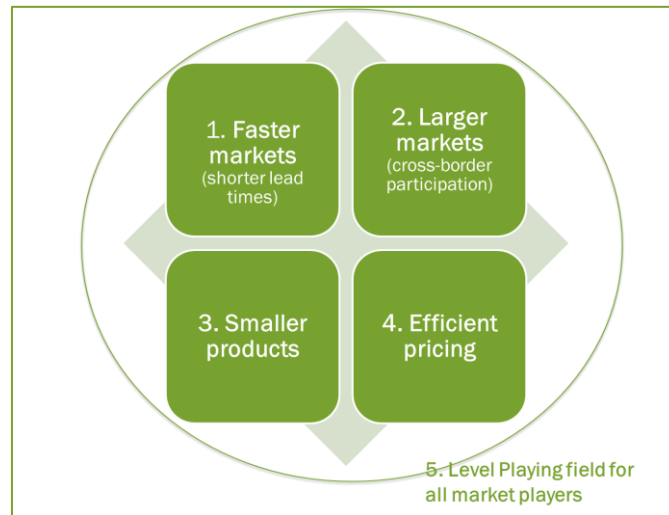 1. Faster
markets
(shorter lead
times)
2. Larger
markets
(cross-border
participation)
3. Smaller
products
4. Efficient
pricing
5. Level Playing field for
all market players